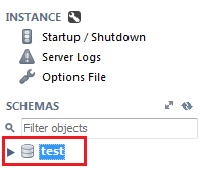 INSTANCE
Startup / Shutdown
Server Logs
Options File
SCHEMAS
Filter objects
test